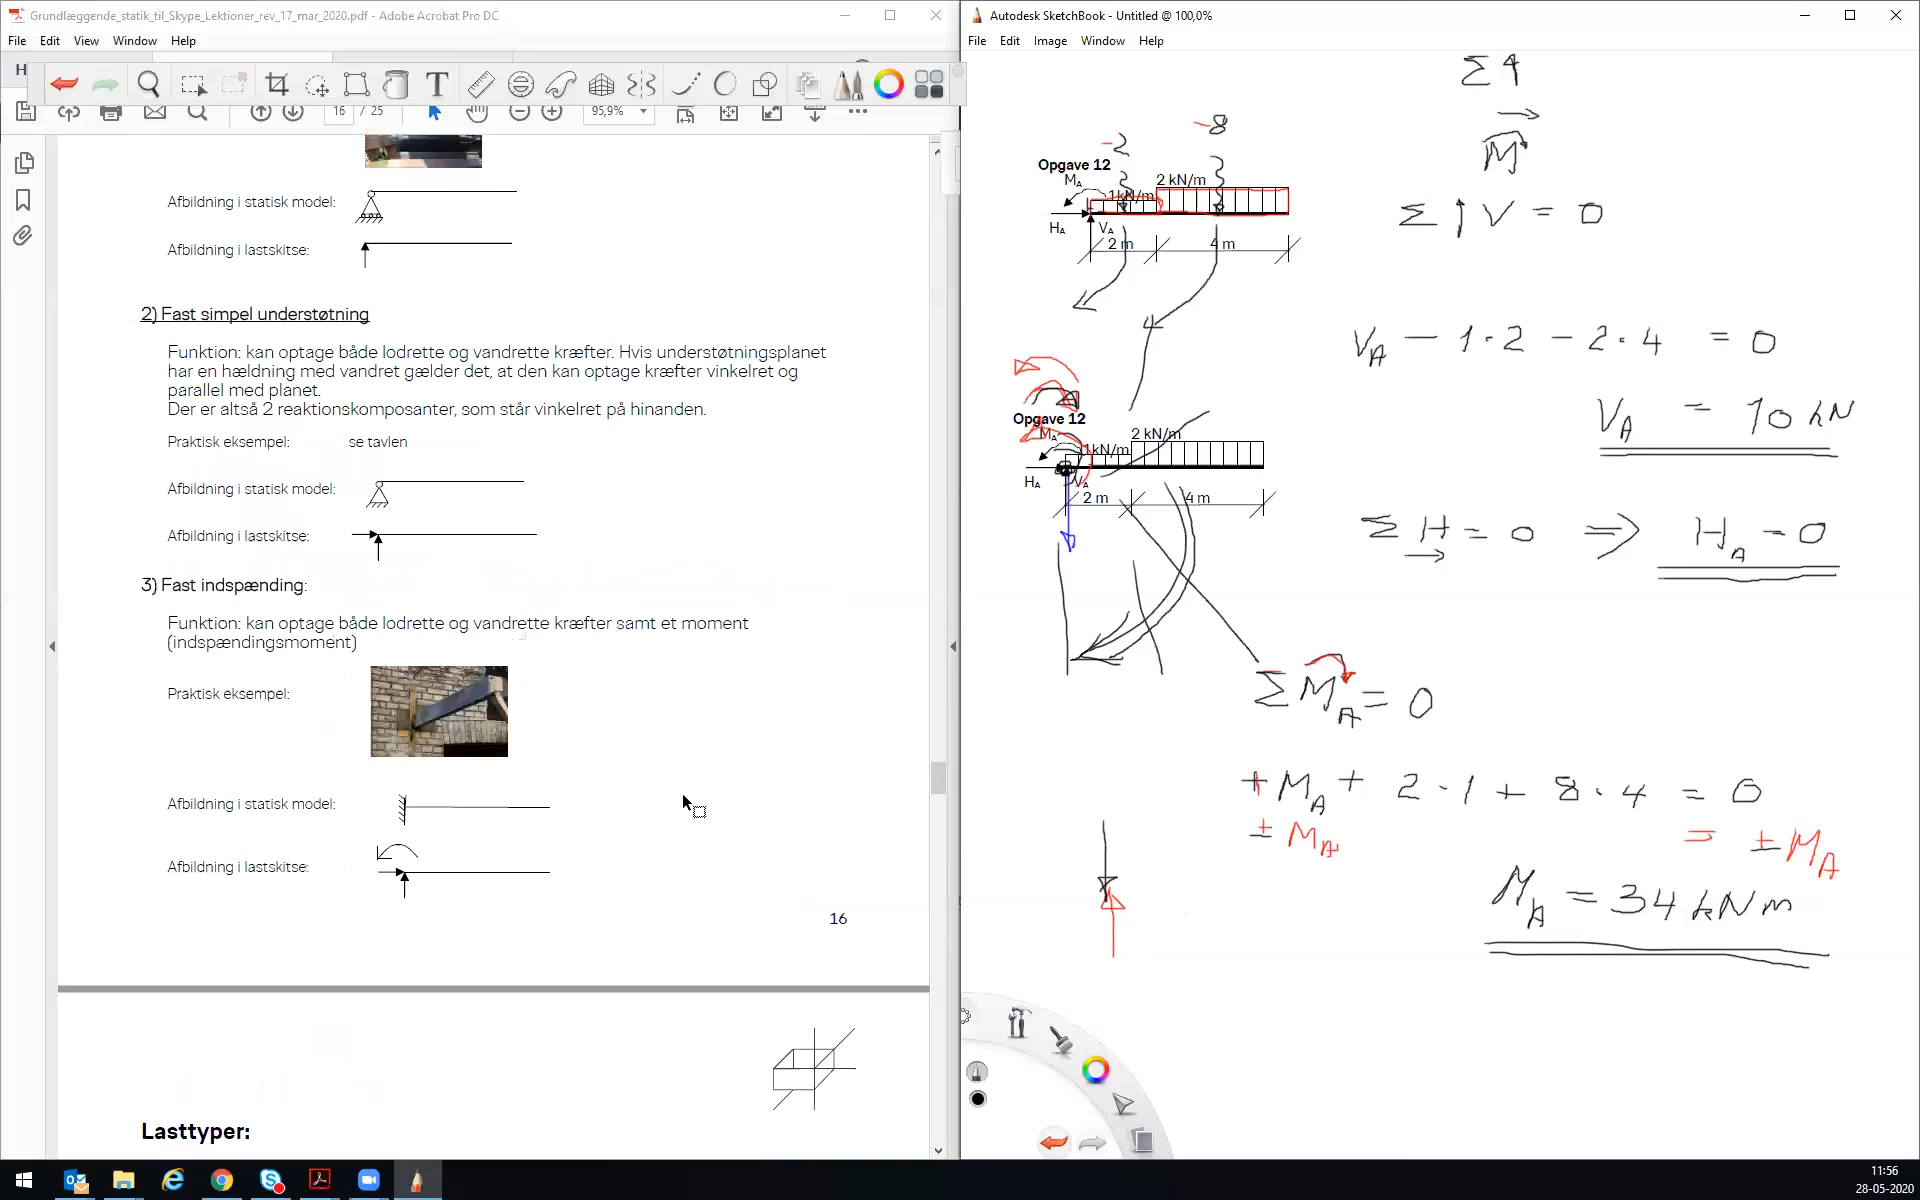 Grundlæggende_statik_til_Skype_Lektioner_rev_17_mar_2020.pdf - Adobe Acrobat Pro DC
File Edit View Window Help
H
16 / 25
95,9%
Afbildning i statisk model:
Afbildning i lastskitse:
2) Fast simpel understøtning
Funktion: kan optage både lodrette og vandrette kræfter. Hvis understøtningsplanet
har en hældning med vandret gælder det, at den kan optage kræfter vinkelret og
parallel med planet.
Der er altså 2 reaktionskomposanter, som står vinkelret på hinanden.
Praktisk eksempel: se tavlen
Afbildning i statisk model:
Afbildning i lastskitse:
3) Fast indspænding:
Funktion: kan optage både lodrette og vandrette kræfter samt et moment
(indspændingsmoment)
Praktisk eksempel:
Afbildning i statisk model:
Afbildning i lastskitse:
16
Lasttyper:
Autodesk SketchBook - Untitled @ 100,0%
File Edit Image Window Help
Σ
M
-2
-8
Opgave 12
MA
1kN/m
2 kN/m
HA
VA
2 m
4 m
Σ ↑ V = 0
4
VA - 1·2 - 2·4 = 0
VA = 10 kN
Opgave 12
MA
1kN/m
2 kN/m
HA
VA
2 m
4 m
Σ H = 0 ⇒ HA = 0
→
Σ MA = 0
+ MA + 2·1 + 8·4 = 0
± MA = ± MA
MA = 34 kNm
11:56
28-05-2020